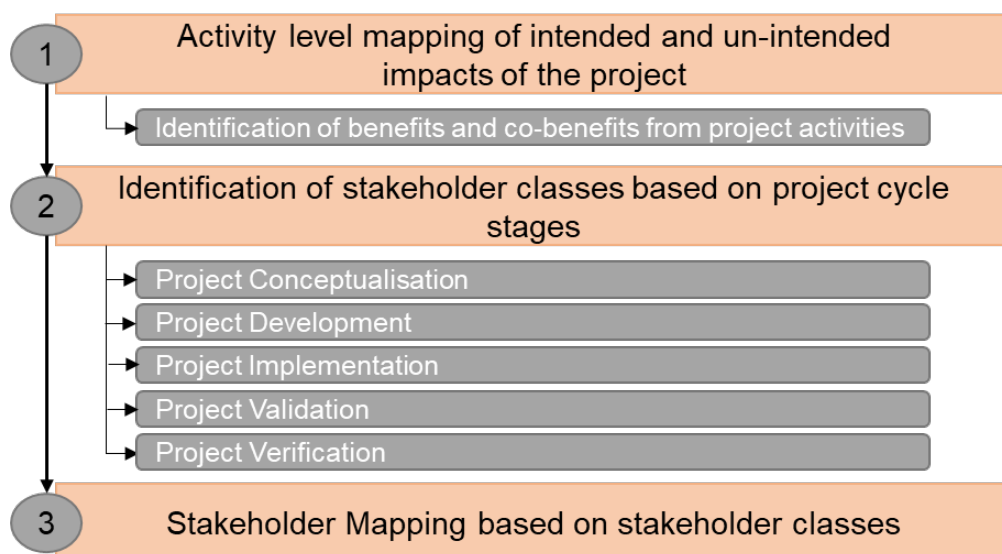 1
Activity level mapping of intended and un-intended
impacts of the project
Identification of benefits and co-benefits from project activities
2
Identification of stakeholder classes based on project cycle
stages
Project Conceptualisation
Project Development
Project Implementation
Project Validation
Project Verification
3
Stakeholder Mapping based on stakeholder classes